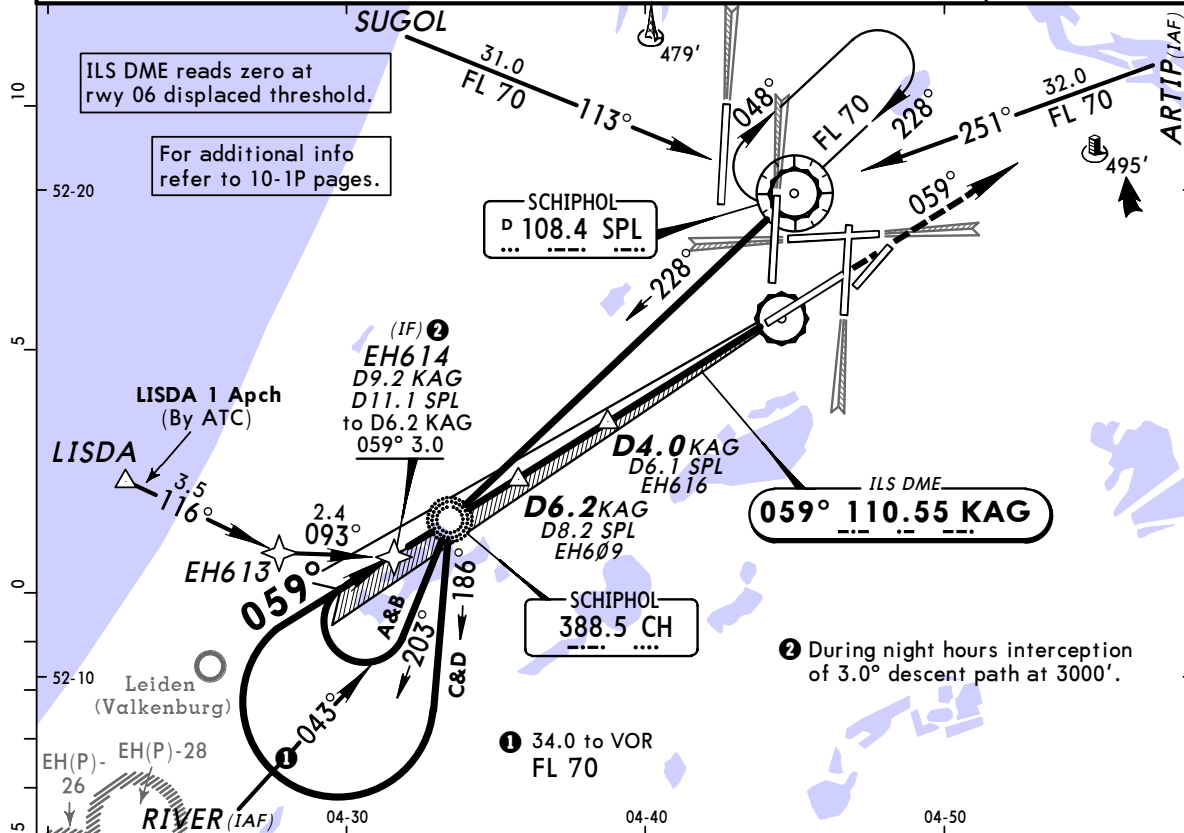 SUGOL
31.0
FL 70
113°
479'
ILS DME reads zero at
rwy 06 displaced threshold.
For additional info
refer to 10-1P pages.
10
52-20
048°
FL 70
228°
32.0
FL 70
251°
ARTIP (IAF)
495'
059°
SCHIPHOL
D 108.4 SPL
228°
5
(IF) ❷
EH614
D9.2 KAG
D11.1 SPL
to D6.2 KAG
059° 3.0
LISDA 1 Apch
(By ATC)
LISDA
3.5
116°
2.4
093°
EH613
059°
D4.0 KAG
D6.1 SPL
EH616
D6.2 KAG
D8.2 SPL
EH6Ø9
ILS DME
059° 110.55 KAG
0
A&B
203°
186°
C&D
SCHIPHOL
388.5 CH
❷ During night hours interception
of 3.0° descent path at 3000'.
52-10
Leiden
(Valkenburg)
043°
❶
❶ 34.0 to VOR
FL 70
EH(P)-
26
EH(P)-28
RIVER (IAF)
5
04-30
04-40
04-50